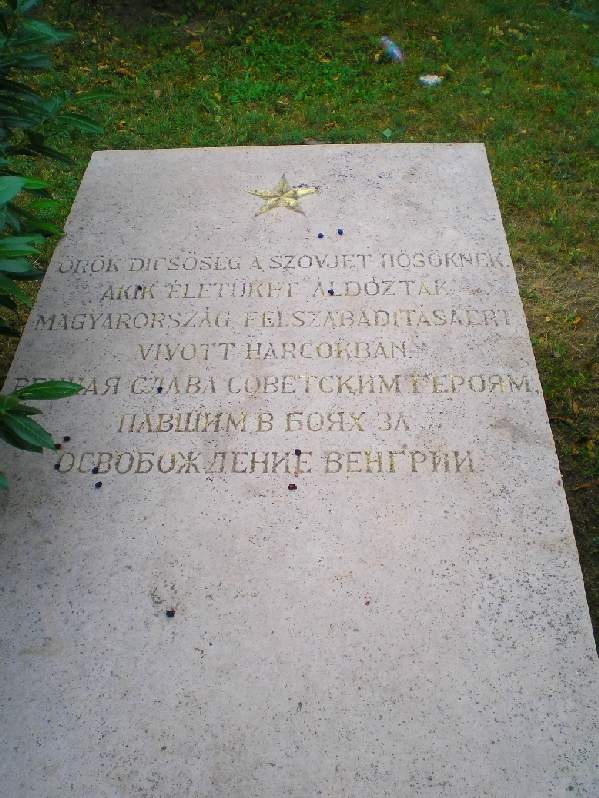 ÖRÖK DICSŐSÉG A SZOVJET HŐSÖKNEK,
AKIK ÉLETÜKET ÁLDOZTÁK
MAGYARORSZÁG FELSZABADITÁSÁÉRT
VIVOTT HARCOKBAN.
ВЕЧНАЯ СЛАВА СОВЕТСКИМ ГЕРОЯМ,
ПАВШИМ В БОЯХ ЗА
ОСВОБОЖДЕНИЕ ВЕНГРИИ